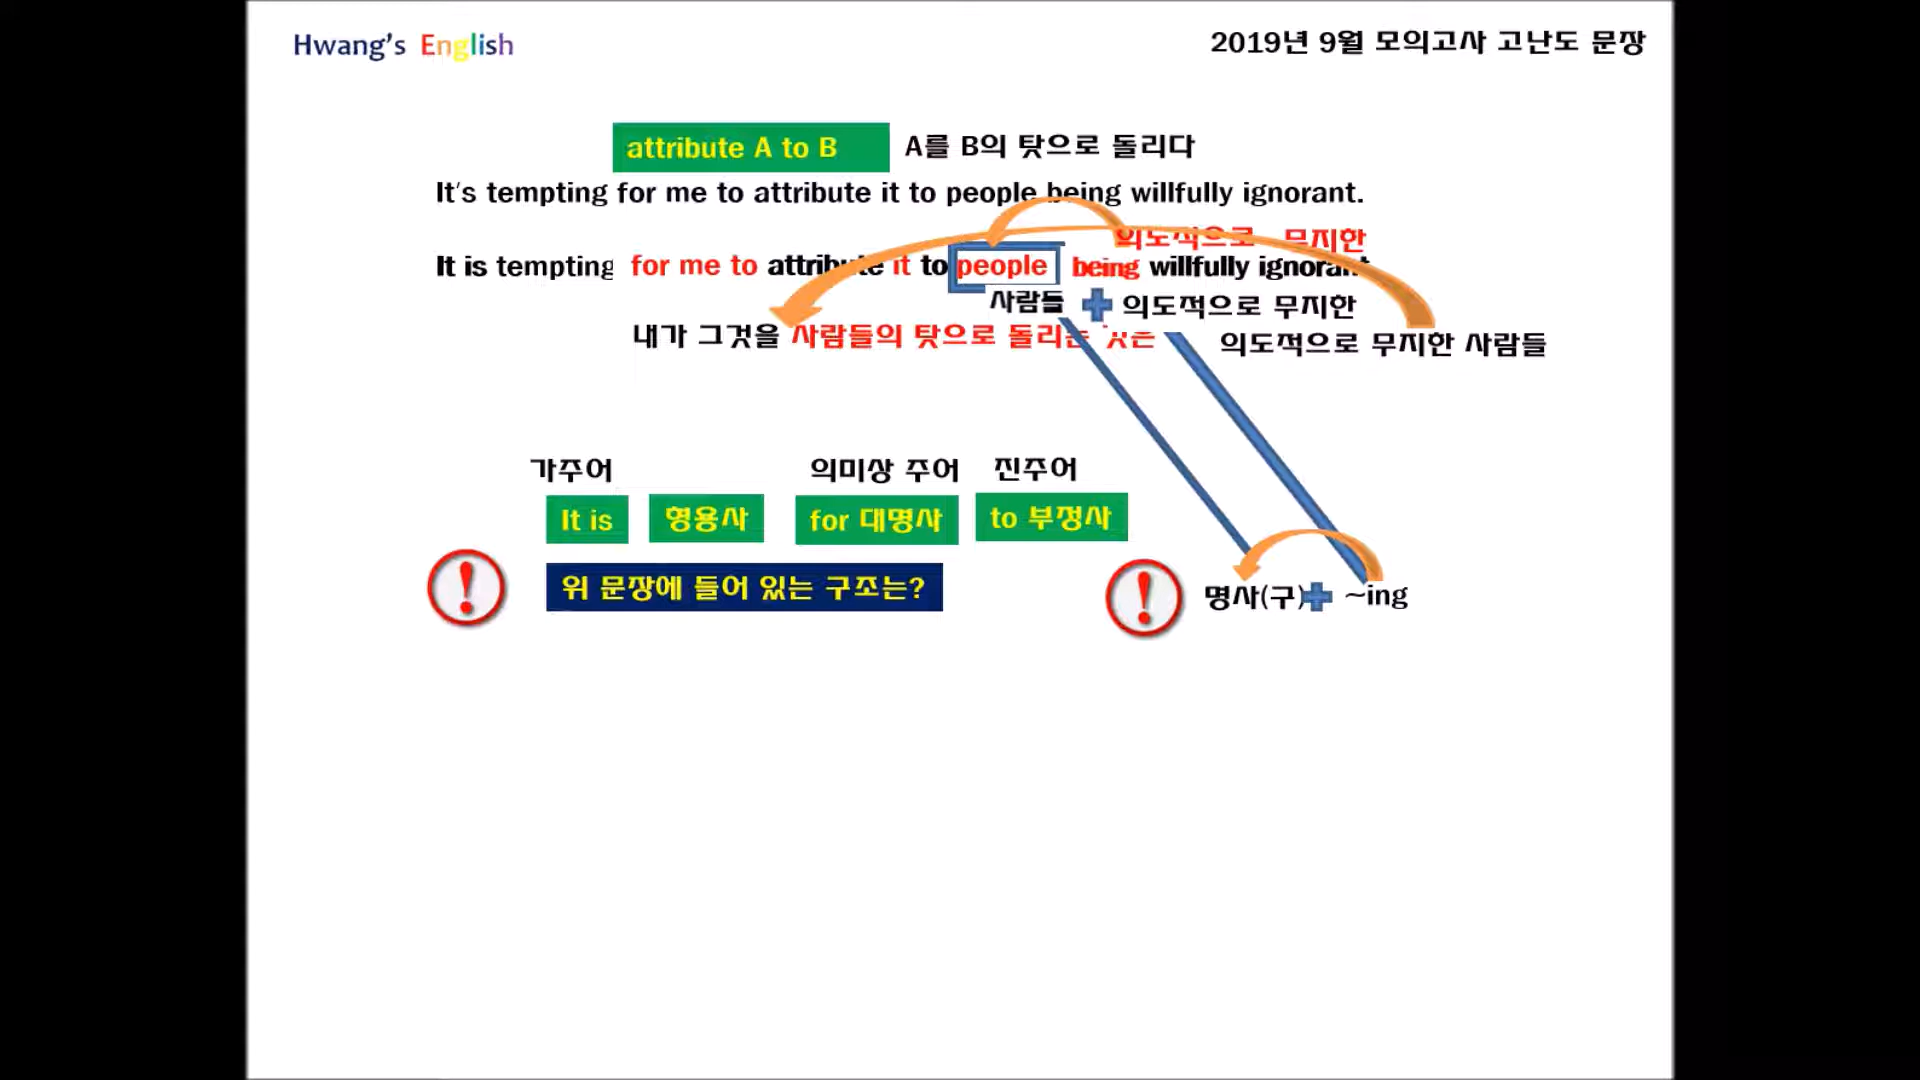 Hwang's English
2019년 9월 모의고사 고난도 문장
attribute A to B A를 B의 탓으로 돌리다
It's tempting for me to attribute it to people being willfully ignorant.
의도적으로 무지한
It is tempting for me to attribute it to people being willfully ignorant
사람들 의도적으로 무지한
내가 그것을 사람들의 탓으로 돌리는 것은
의도적으로 무지한 사람들
가주어 의미상 주어 진주어
It is 형용사 for 대명사 to 부정사
위 문장에 들어 있는 구조는?
명사(구) ~ing